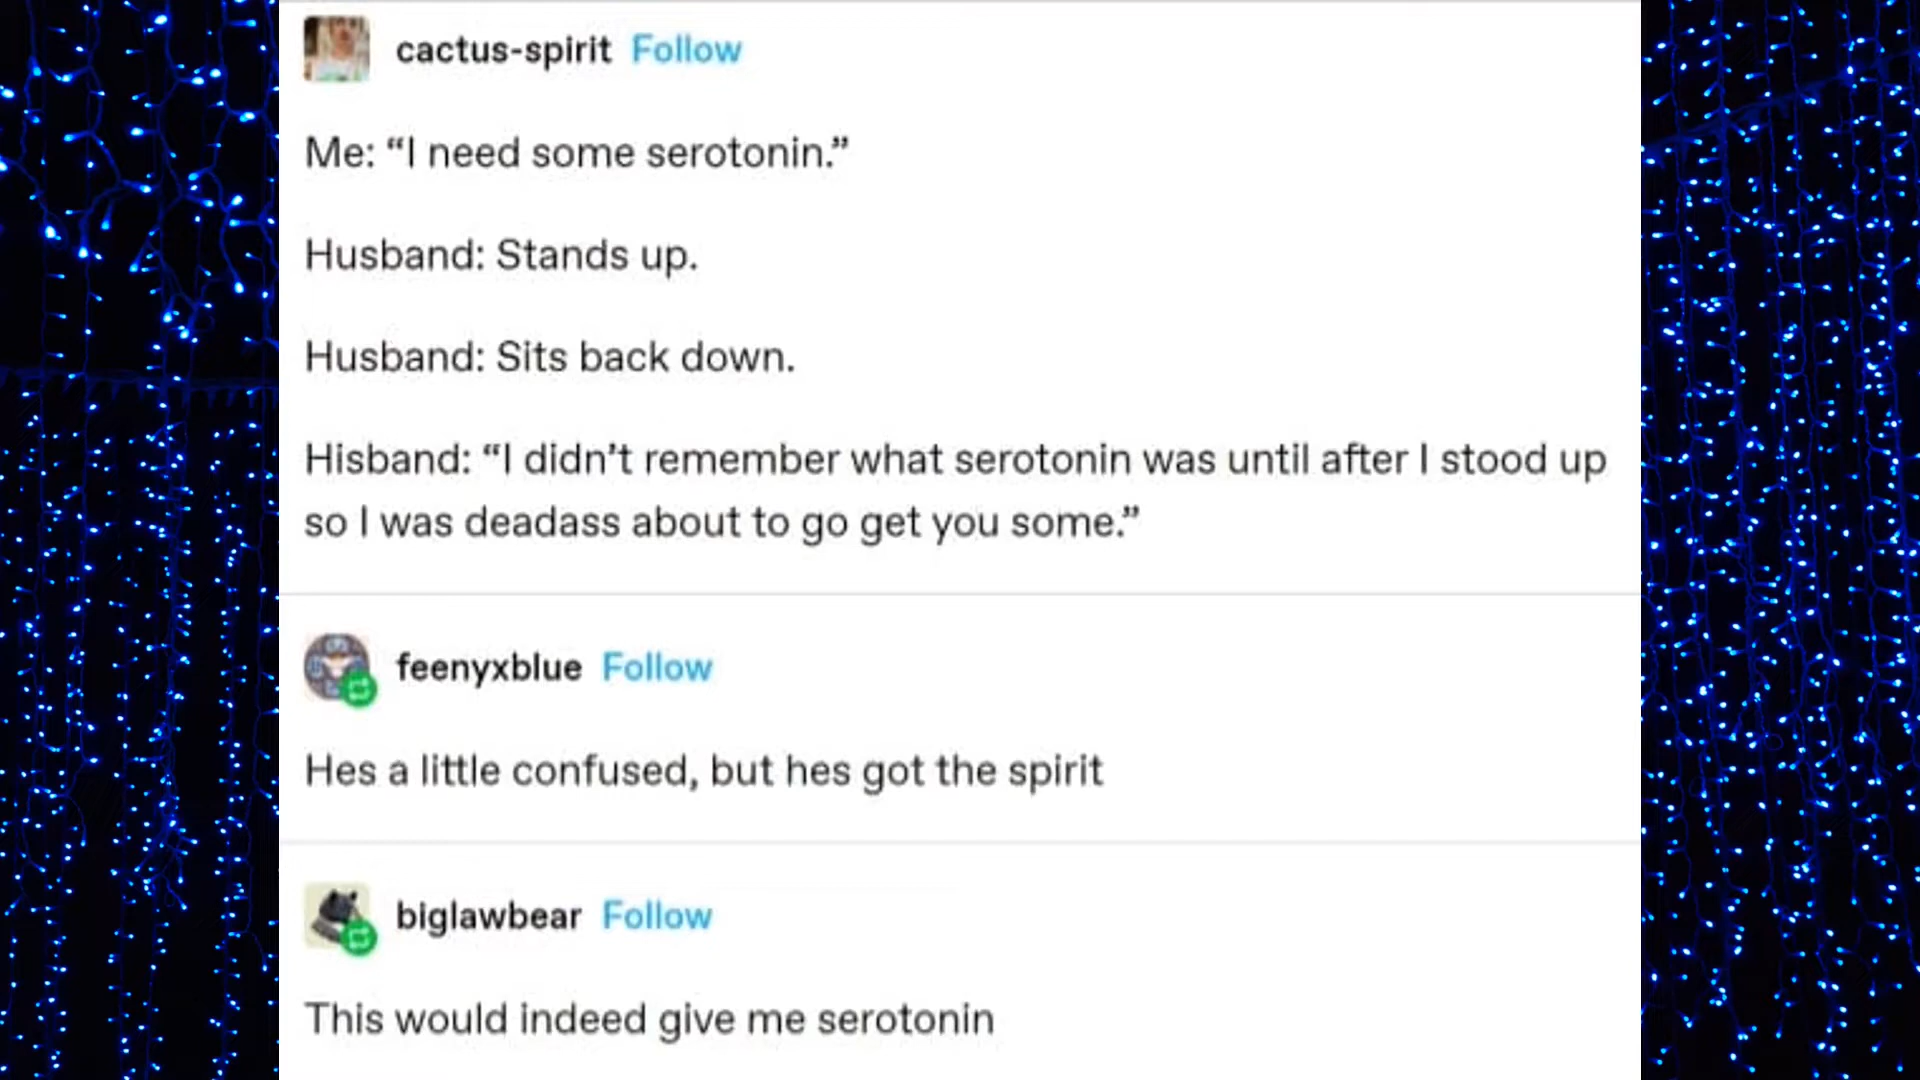 cactus-spirit Follow
Me: “I need some serotonin.”
Husband: Stands up.
Husband: Sits back down.
Hisband: “I didn’t remember what serotonin was until after I stood up
so I was deadass about to go get you some.”
feenyxblue Follow
Hes a little confused, but hes got the spirit
biglawbear Follow
This would indeed give me serotonin